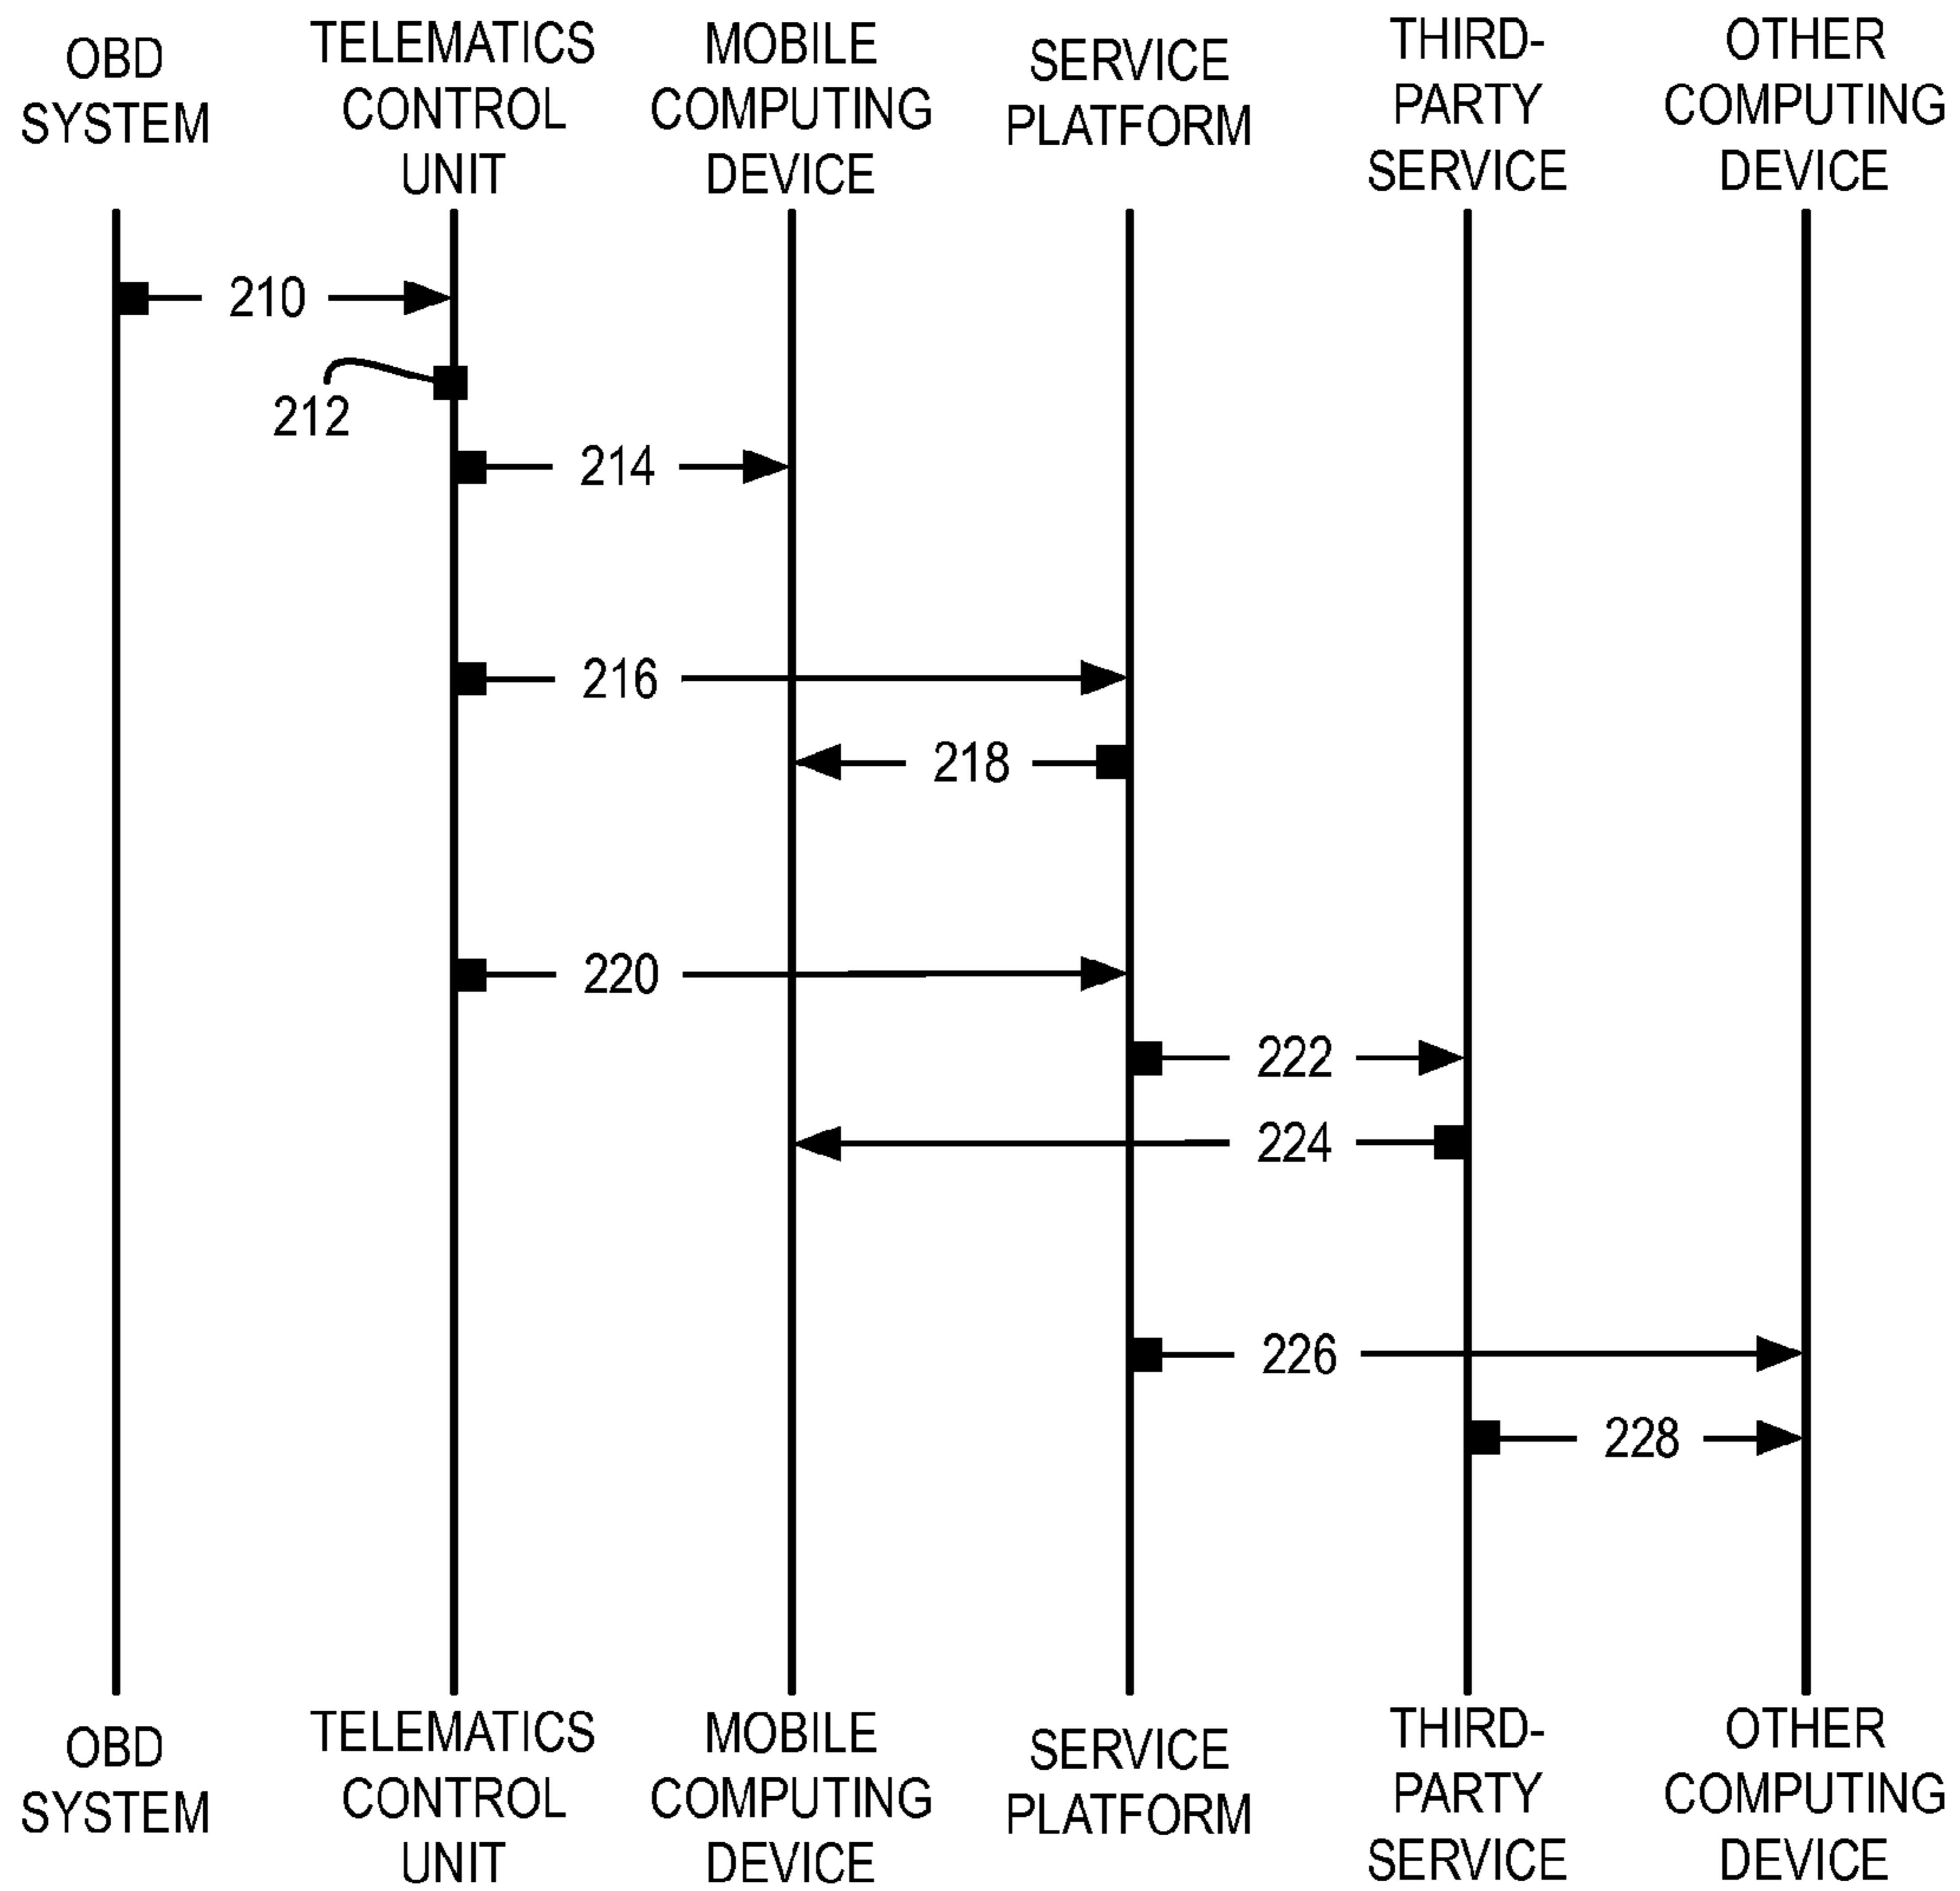 OBD
SYSTEM
TELEMATICS
CONTROL
UNIT
MOBILE
COMPUTING
DEVICE
SERVICE
PLATFORM
THIRD-
PARTY
SERVICE
OTHER
COMPUTING
DEVICE
210
212
214
216
218
220
222
224
226
228
OBD
SYSTEM
TELEMATICS
CONTROL
UNIT
MOBILE
COMPUTING
DEVICE
SERVICE
PLATFORM
THIRD-
PARTY
SERVICE
OTHER
COMPUTING
DEVICE